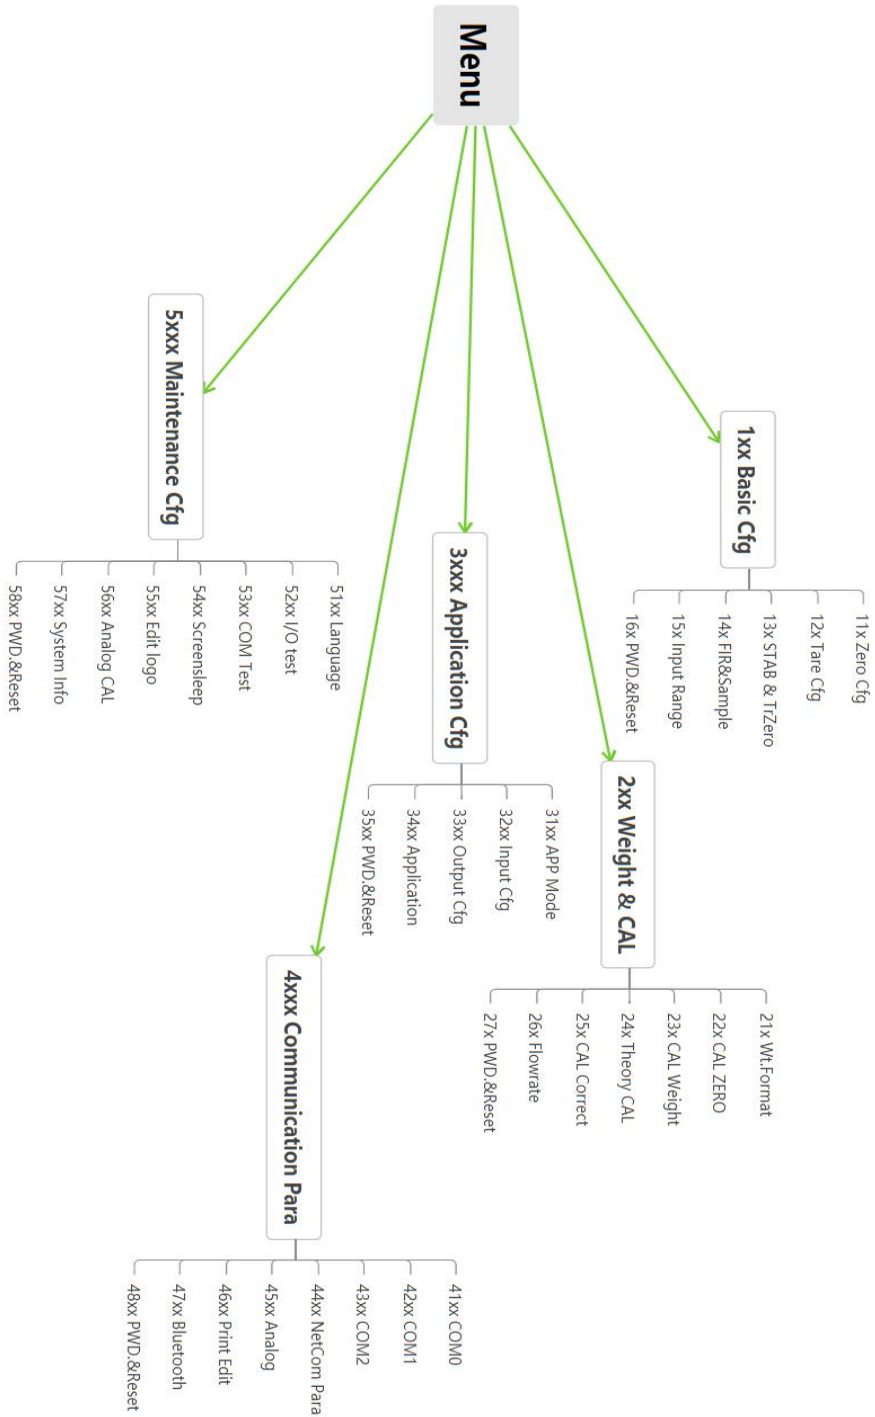 Menu
1xx Basic Cfg
11x Zero Cfg
12x Tare Cfg
13x STAB & TrZero
14x FIR&Sample
15x Input Range
16x PWD.&Reset
2xx Weight & CAL
21x Wt.Format
22x CAL ZERO
23x CAL Weight
24x Theory CAL
25x CAL Correct
26x Flowrate
27x PWD.&Reset
3xxx Application Cfg
31xx APP Mode
32xx Input Cfg
33xx Output Cfg
34xx Application
35xx PWD.&Reset
4xxx Communication Para
41xx COM0
42xx COM1
43xx COM2
44xx NetCom Para
45xx Analog
46xx Print Edit
47xx Bluetooth
48xx PWD.&Reset
5xxx Maintenance Cfg
51xx Language
52xx I/O test
53xx COM Test
54xx Screensleep
55xx Edit logo
56xx Analog CAL
57xx System Info
58xx PWD.&Reset